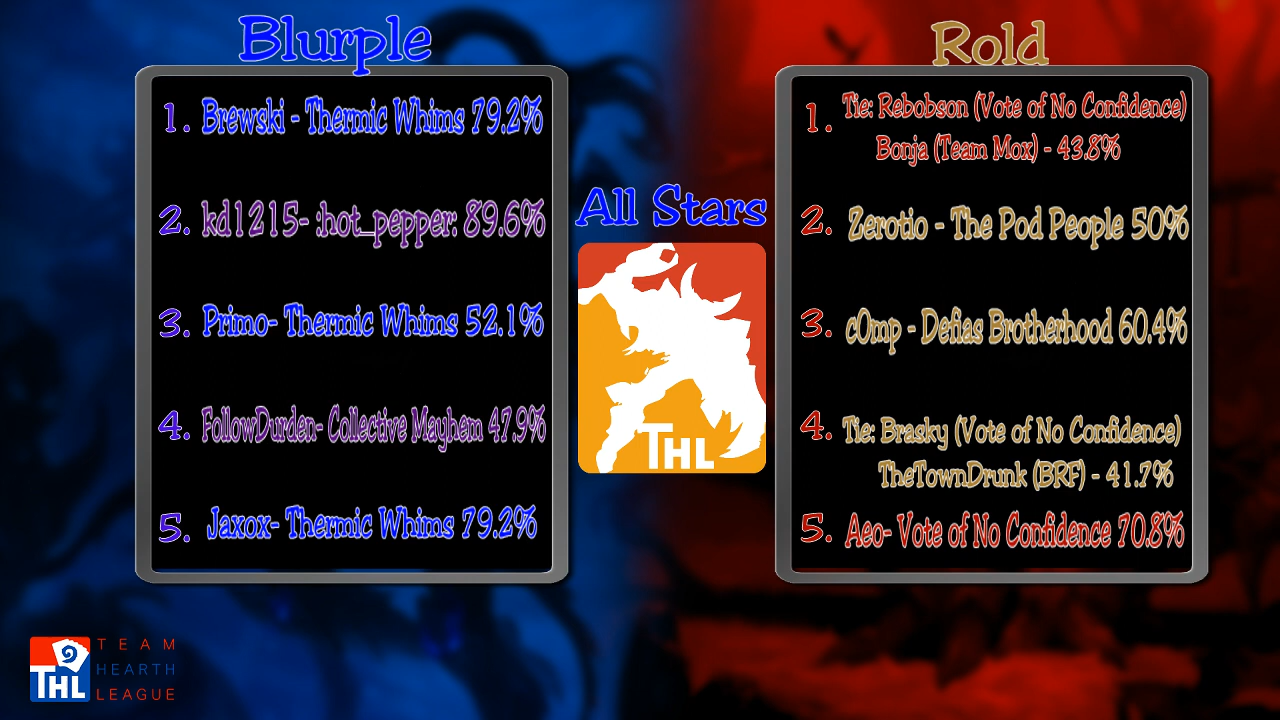 Blurple
1. Brewski - Thermic Whims 79.2%
2. kd1215- :hot_pepper: 89.6%
3. Primo- Thermic Whims 52.1%
4. FollowDurden- Collective Mayhem 47.9%
5. Jaxox- Thermic Whims 79.2%
All Stars
THL
Rold
1. Tie: Rebobson (Vote of No Confidence)
Bonja (Team Mox) - 43.8%
2. Zerotio - The Pod People 50%
3. c0mp - Defias Brotherhood 60.4%
4. Tie: Brasky (Vote of No Confidence)
TheTownDrunk (BRF) - 41.7%
5. Aeo- Vote of No Confidence 70.8%
THL
TEAM
HEARTH
LEAGUE